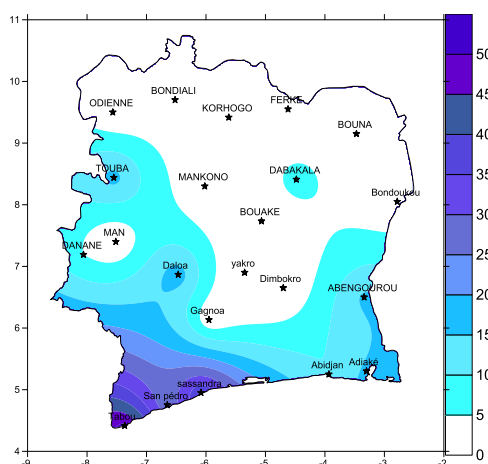 11
50
BONDIALI
10
45
ODIENNE
FERKE
KORHOGO
40
BOUNA
9
35
TOUBA
DABAKALA
MANKONO
30
Bondoukou
8
BOUAKE
25
MAN
DANANE
7
Daloa
yakro
20
Dimbokro
ABENGOUROU
15
Gagnoa
6
10
Abidjan
Adiaké
sassandra
5
San pédro
5
Tabou
4
0
-9
-8
-7
-6
-5
-4
-3
-2